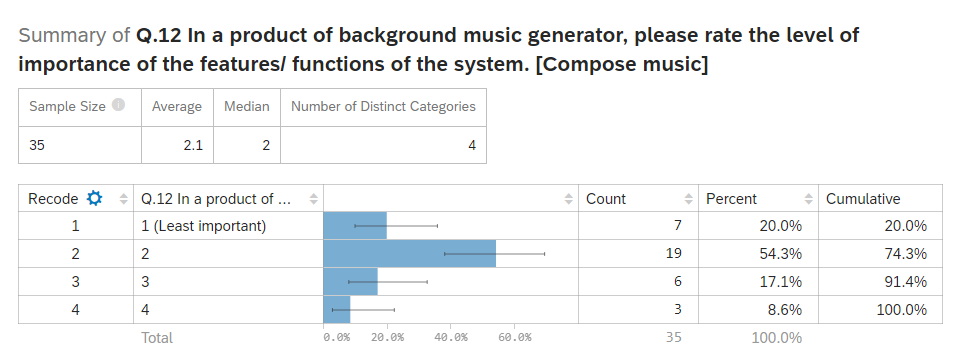 Summary of Q.12 In a product of background music generator, please rate the level of
importance of the features/ functions of the system. [Compose music]
Sample Size Average Median Number of Distinct Categories
35 2.1 2 4
Recode Q.12 In a product of ... Count Percent Cumulative
1 1 (Least important) 7 20.0% 20.0%
2 2 19 54.3% 74.3%
3 3 6 17.1% 91.4%
4 4 3 8.6% 100.0%
Total 0.0% 20.0% 40.0% 60.0% 35 100.0%